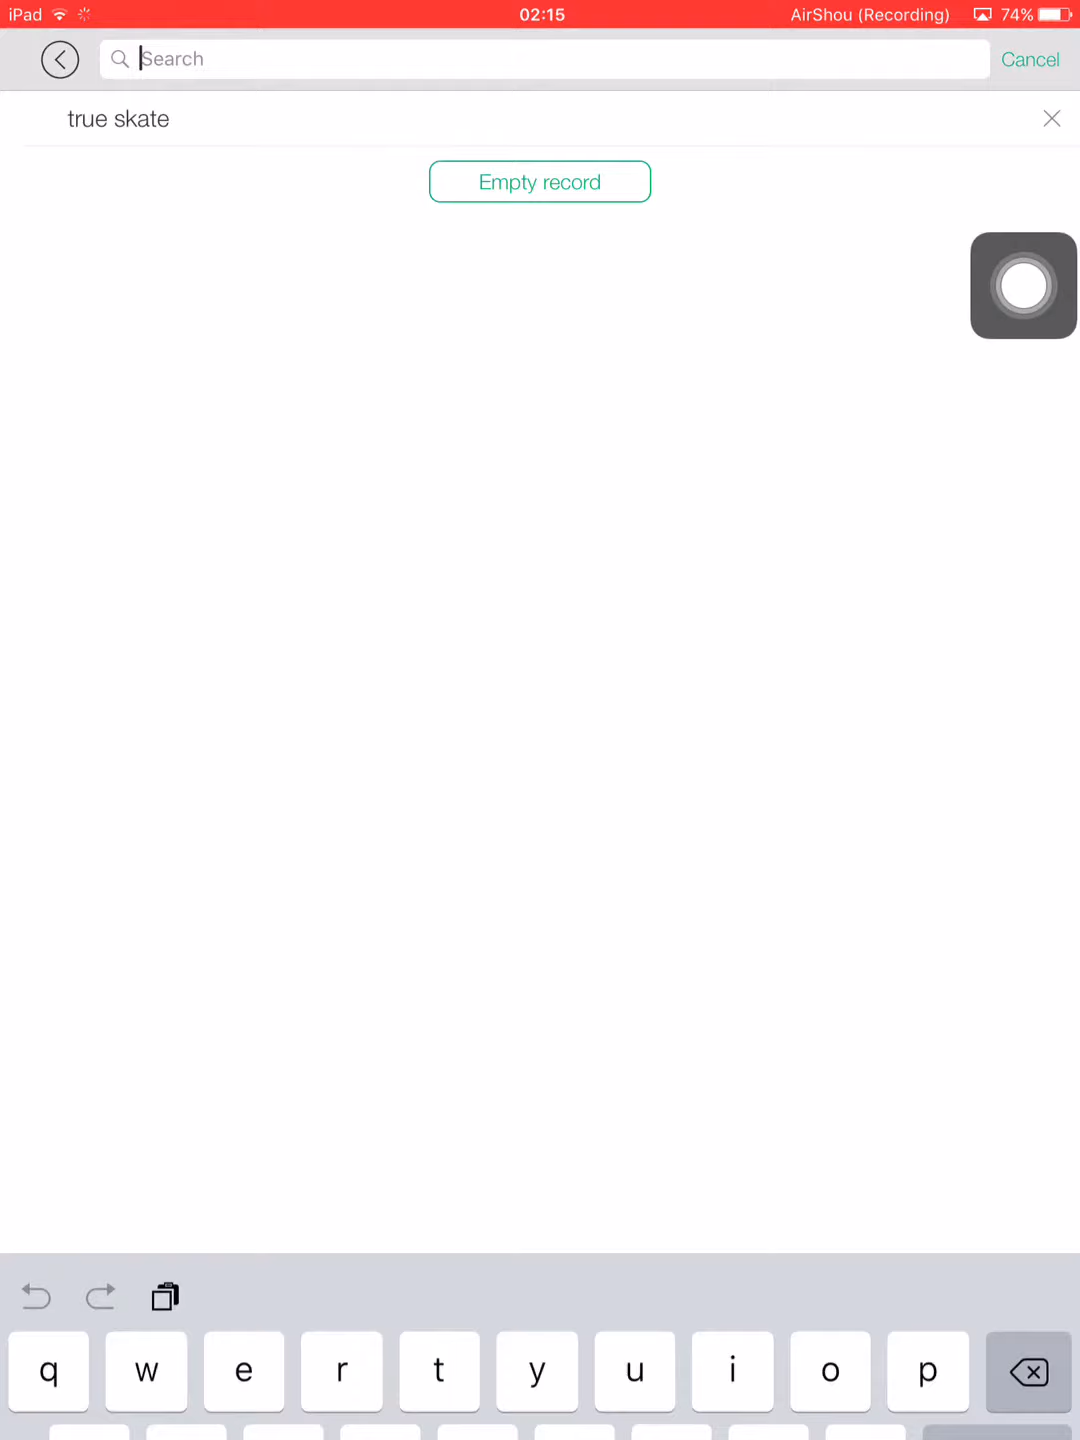 iPad 02:15 AirShou (Recording) 74%
Search Cancel
true skate
Empty record
q w e r t y u i o p